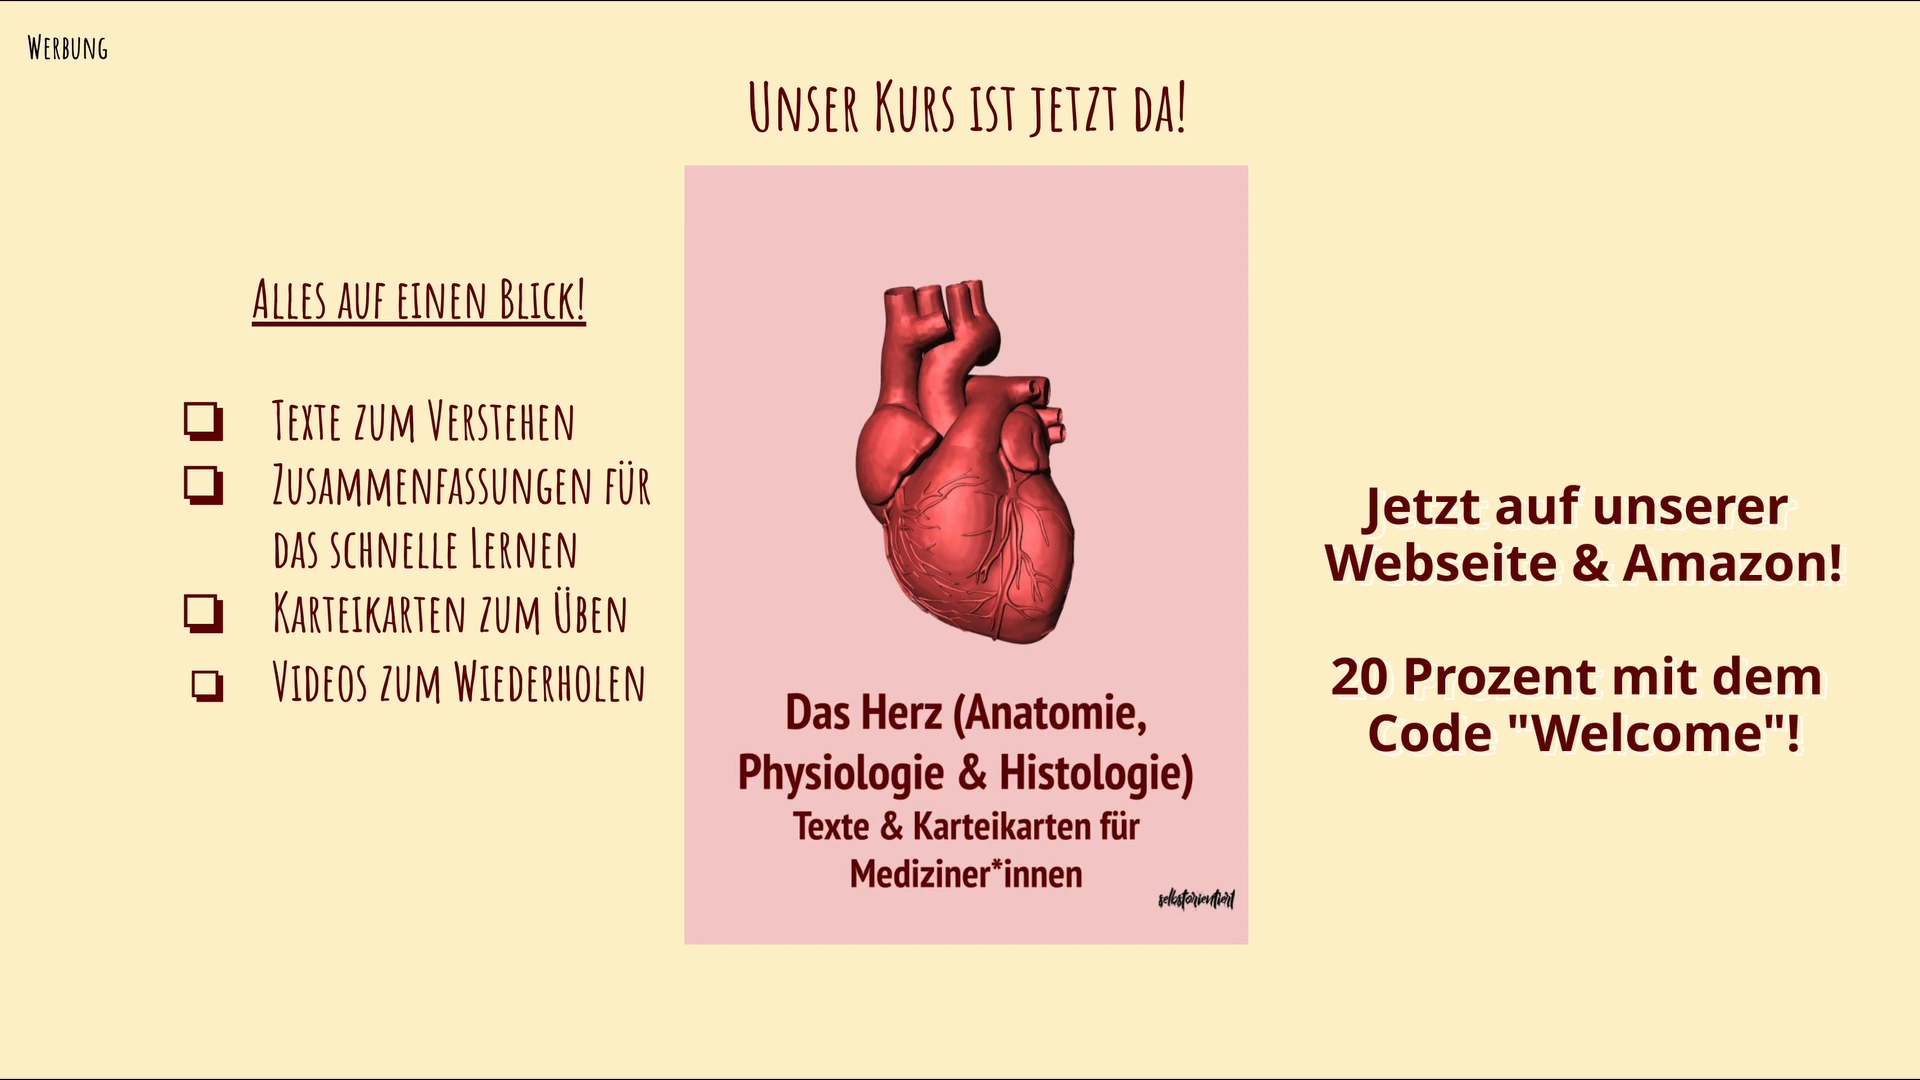 Werbung
Unser Kurs ist jetzt da!
Alles auf einen Blick!
Texte zum Verstehen
Zusammenfassungen für
das schnelle Lernen
Karteikarten zum Üben
Videos zum Wiederholen
Das Herz (Anatomie,
Physiologie & Histologie)
Texte & Karteikarten für
Mediziner*innen
selbstorientiert
Jetzt auf unserer
Webseite & Amazon!
20 Prozent mit dem
Code "Welcome"!